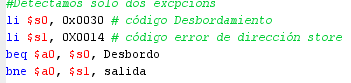 #Detectamos solo dos excpcions
li $s0, 0X0030 # código Desbordamiento
li $s1, 0X0014 # código error de dirección store
beq $a0, $s0, Desbordo
bne $a0, $s1, salida